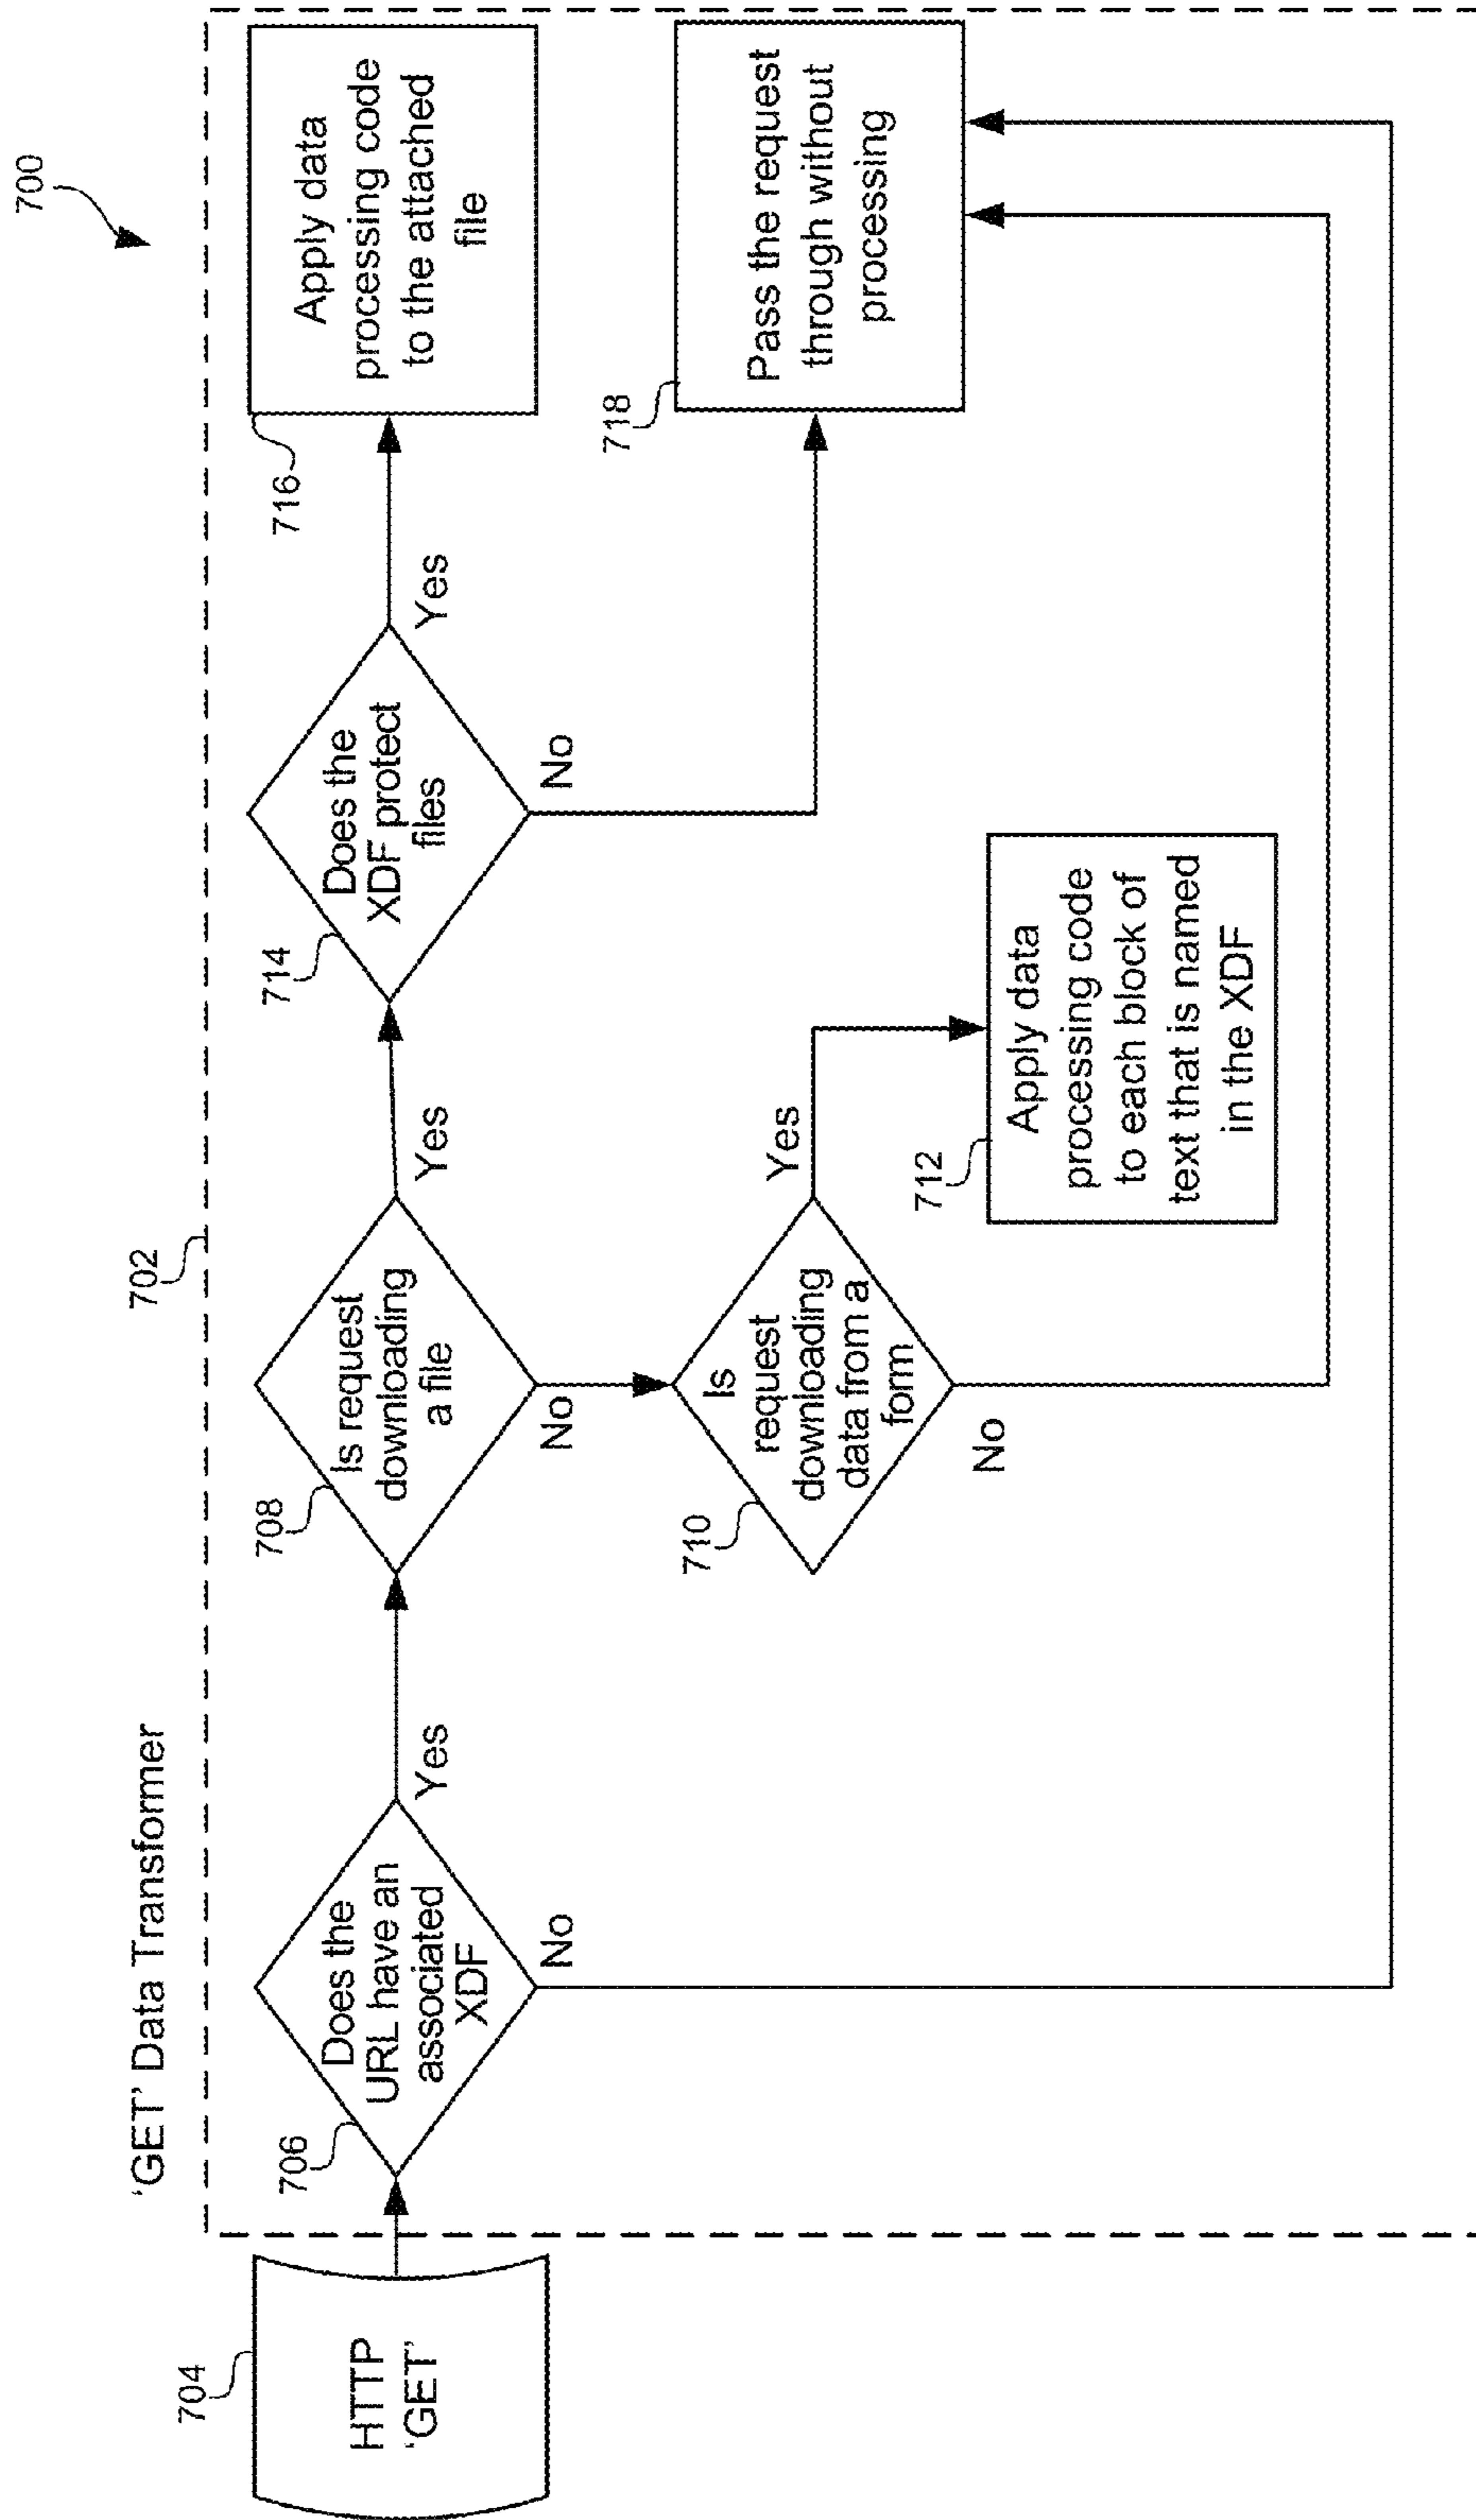 700
'GET' Data Transfomer
702
704
HTTP
'GET'
706
Does the
URL have an
associated
XDF
Yes
No
708
Is request
downloading
a file
Yes
No
714
Does the
XDF protect
files
Yes
No
716
Apply data
processing code
to the attached
file
710
Is
request
downloading
data from a
form
Yes
No
712
Apply data
processing code
to each block of
text that is named
in the XDF
718
Pass the request
through without
processing